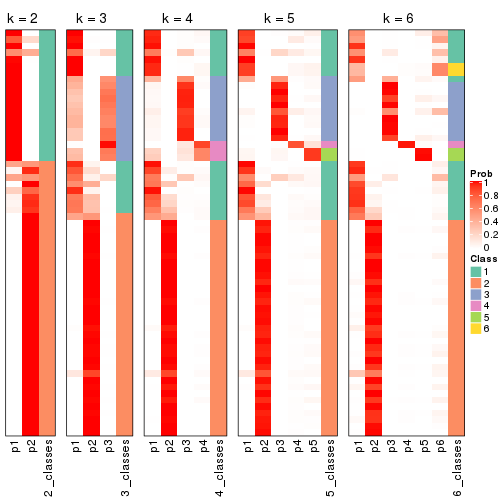 k = 2
k = 3
k = 4
k = 5
k = 6
p1
p2
2_classes
p1
p2
p3
3_classes
p1
p2
p3
p4
4_classes
p1
p2
p3
p4
p5
5_classes
p1
p2
p3
p4
p5
p6
6_classes
Prob
1
0.8
0.6
0.4
0.2
0
Class
1
2
3
4
5
6